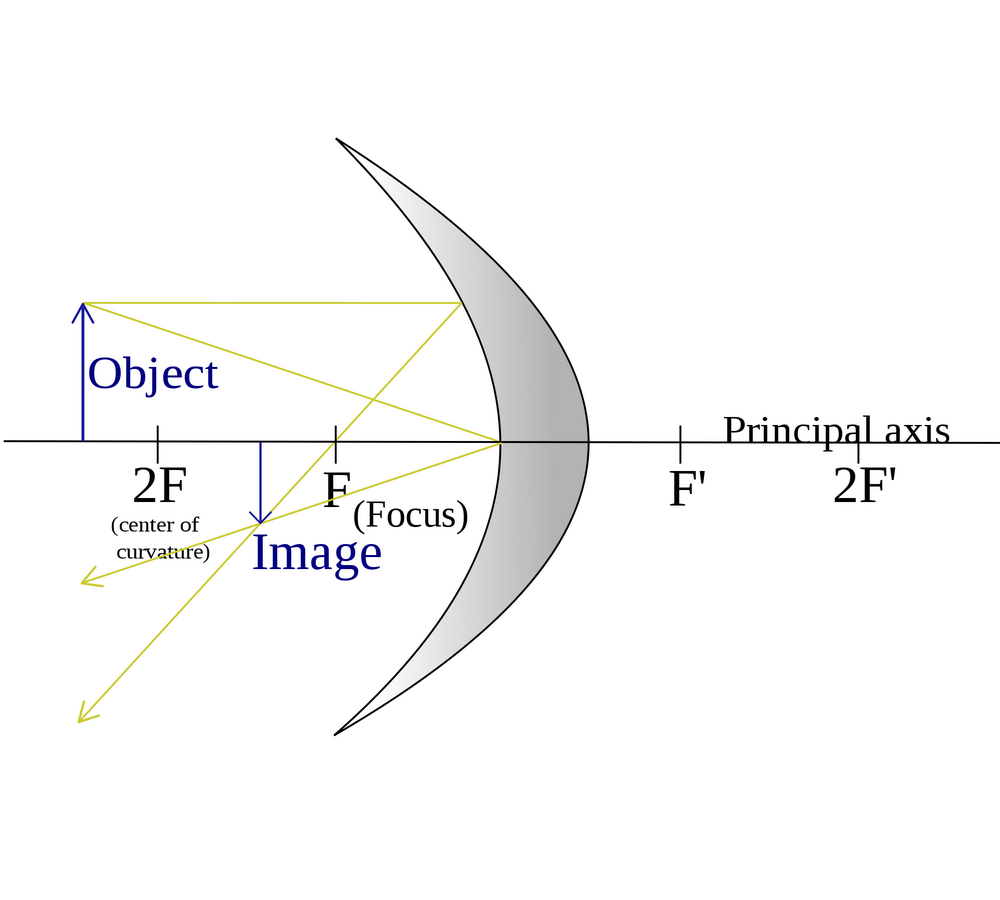 Object
Principal axis
2F
F
F'
2F'
(Focus)
(center of
curvature)
Image